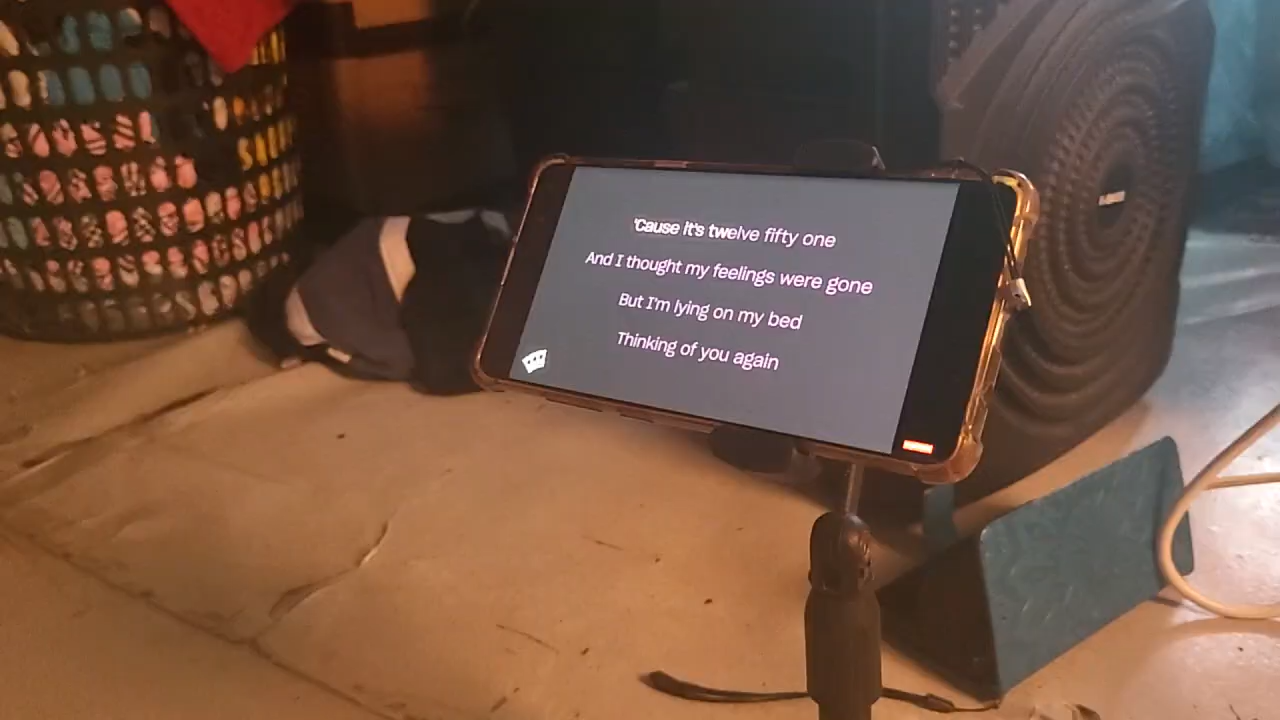 'Cause it's twelve fifty one
And I thought my feelings were gone
But I'm lying on my bed
Thinking of you again